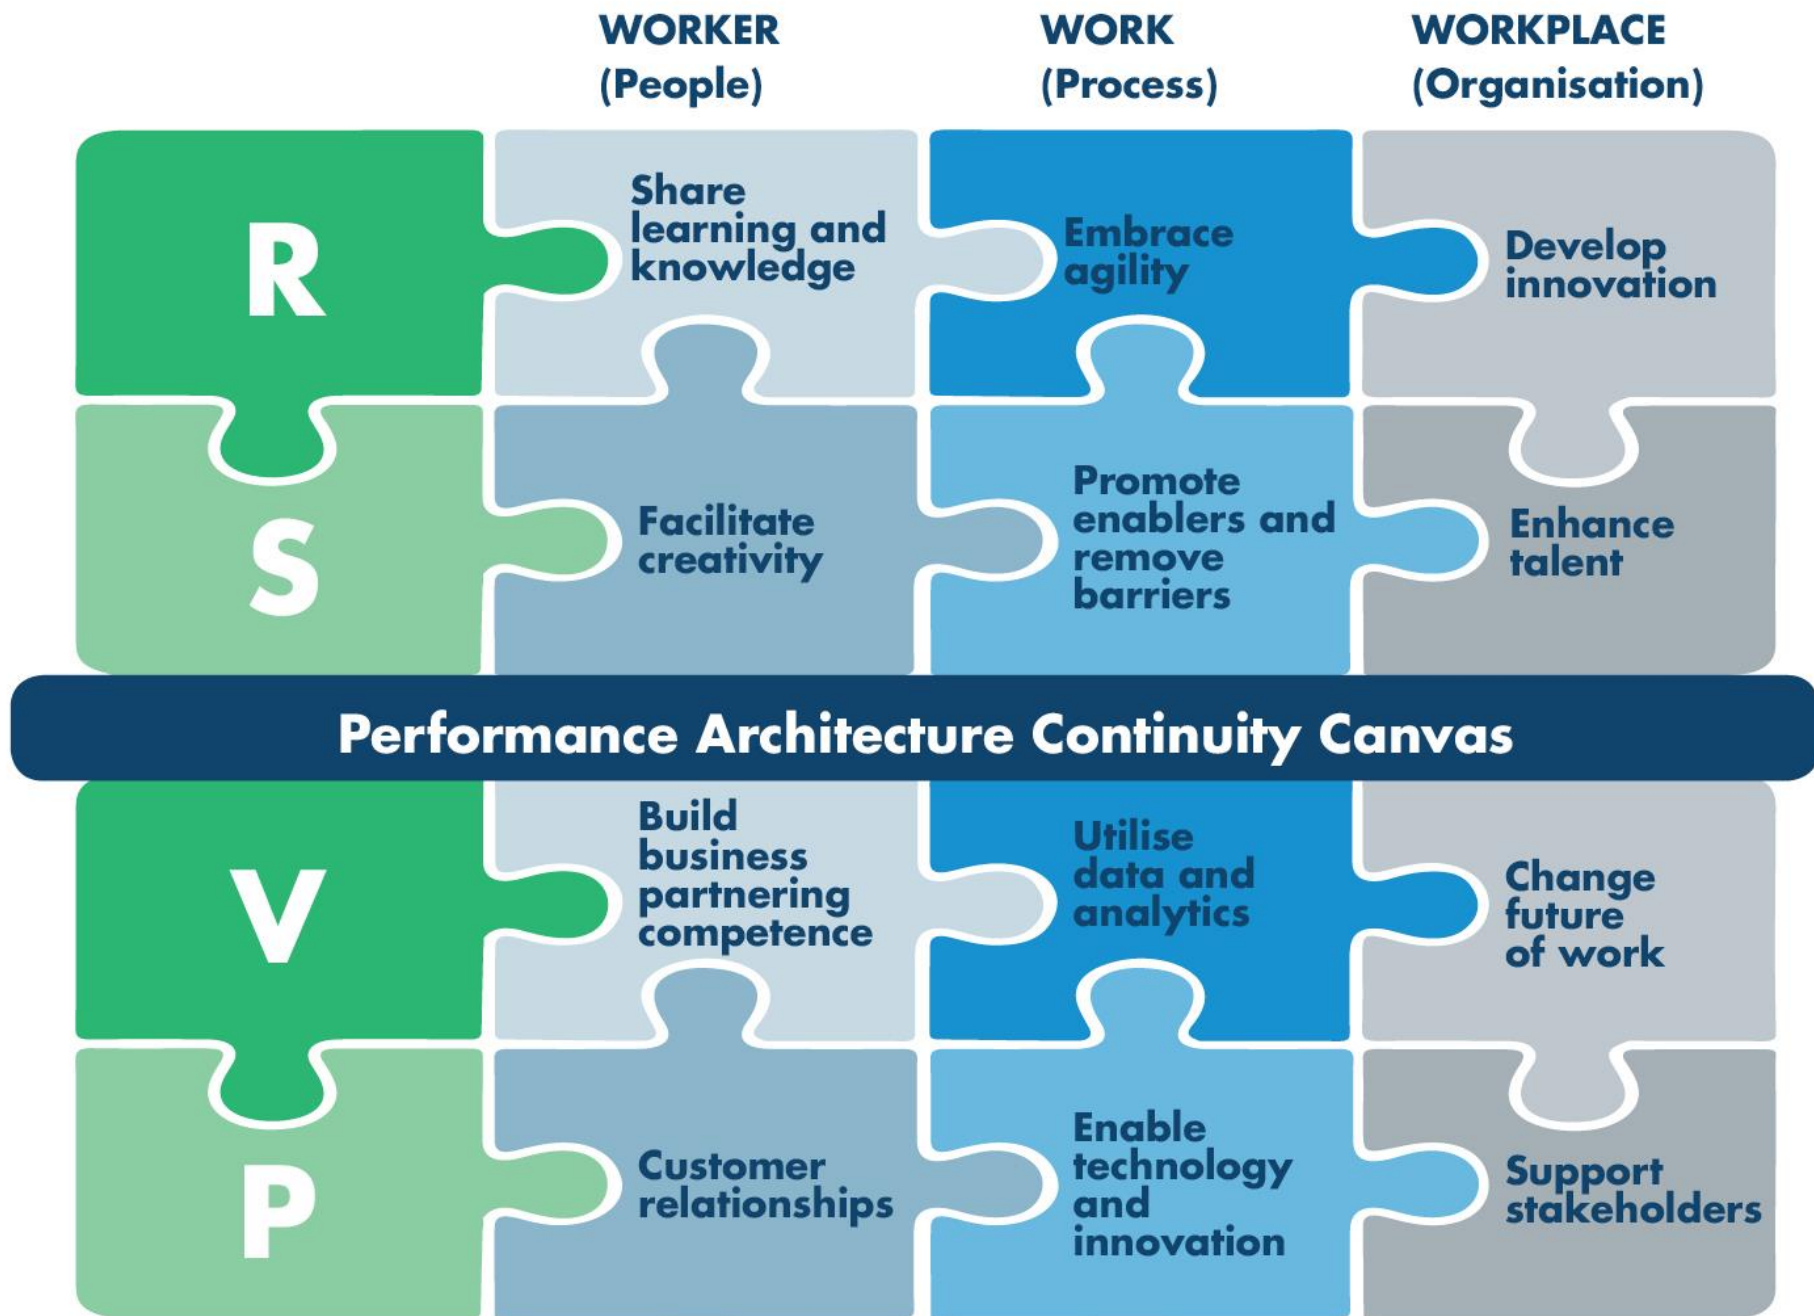 WORKER
(People)
WORK
(Process)
WORKPLACE
(Organisation)
R
Share
learning and
knowledge
Embrace
agility
Develop
innovation
S
Facilitate
creativity
Promote
enablers and
remove
barriers
Enhance
talent
Performance Architecture Continuity Canvas
V
Build
business
partnering
competence
Utilise
data and
analytics
Change
future
of work
P
Customer
relationships
Enable
technology
and
innovation
Support
stakeholders